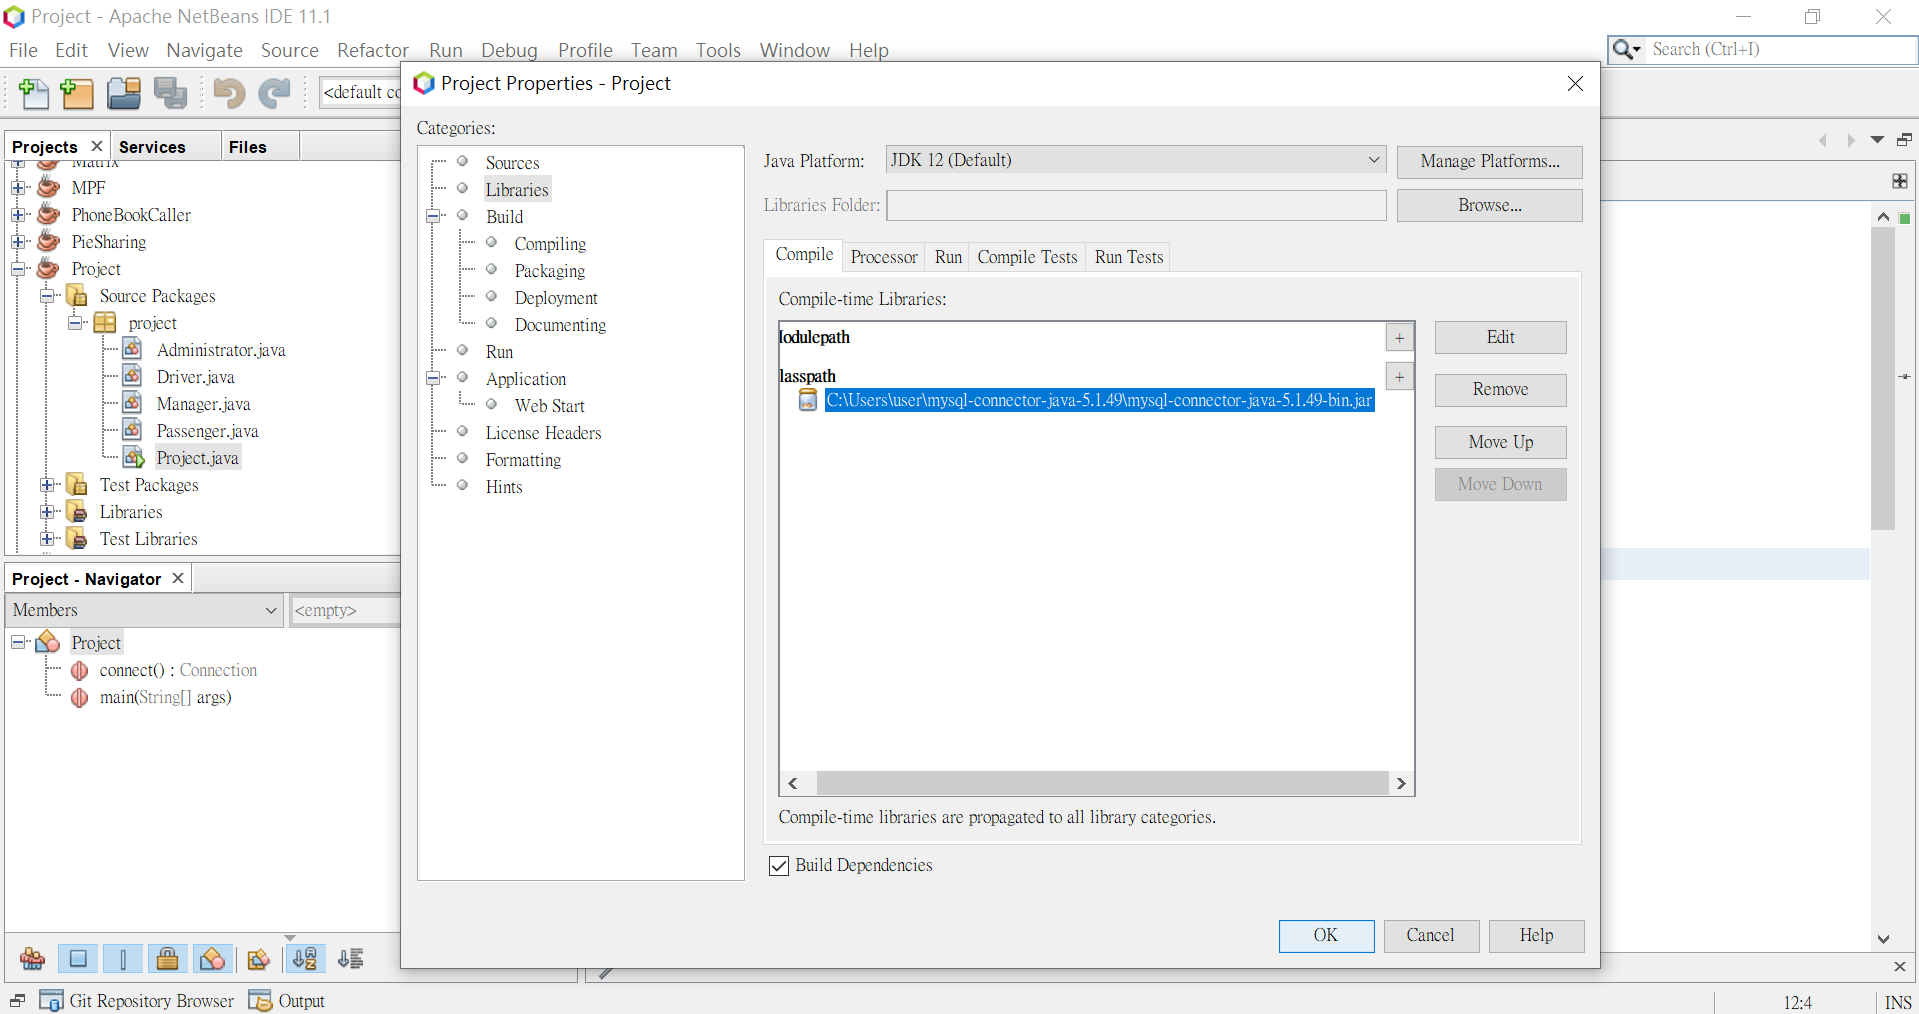 Project - Apache NetBeans IDE 11.1
File Edit View Navigate Source Refactor Run Debug Profile Team Tools Window Help
Search (Ctrl+I)
<default co
Projects
Services
Files
Matrix
MPF
PhoneBookCaller
PieSharing
Project
Source Packages
project
Administrator.java
Driver.java
Manager.java
Passenger.java
Project.java
Test Packages
Libraries
Test Libraries
Project - Navigator
Members
<empty>
Project
connect() : Connection
main(String[] args)
Project Properties - Project
Categories:
Sources
Libraries
Build
Compiling
Packaging
Deployment
Documenting
Run
Application
Web Start
License Headers
Formatting
Hints
Java Platform: JDK 12 (Default) Manage Platforms...
Libraries Folder: Browse...
Compile Processor Run Compile Tests Run Tests
Compile-time Libraries:
lodulepath
lasspath
C:\Users\user\mysql-connector-java-5.1.49\mysql-connector-java-5.1.49-bin.jar
Edit
Remove
Move Up
Move Down
Compile-time libraries are propagated to all library categories.
Build Dependencies
OK Cancel Help
Git Repository Browser Output
12:4 INS